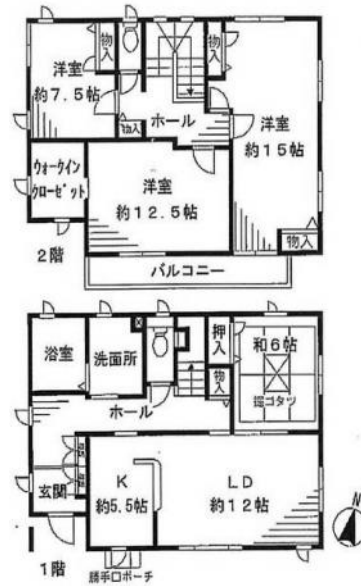 物入
物入
洋室
約7.5帖
物入
ホール
洋室
約15帖
ウォークイン
クローゼット
洋室
約12.5帖
物入
2階
バルコニー
浴室
洗面所
押入
和6帖
掘コタツ
物入
ホール
玄関
K
約5.5帖
LD
約12帖
N
1階
勝手口ポーチ